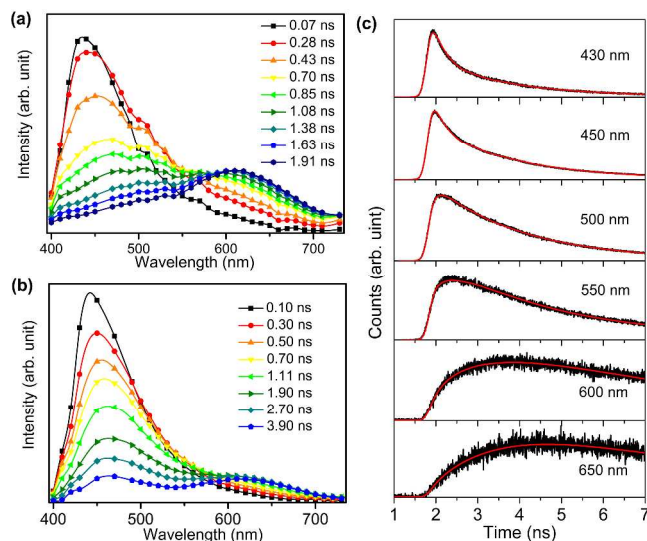 (a)
Intensity (arb. unit)
0.07 ns
0.28 ns
0.43 ns
0.70 ns
0.85 ns
1.08 ns
1.38 ns
1.63 ns
1.91 ns
400 500 600 700
Wavelength (nm)
(b)
Intensity (arb. unit)
0.10 ns
0.30 ns
0.50 ns
0.70 ns
1.11 ns
1.90 ns
2.70 ns
3.90 ns
400 500 600 700
Wavelength (nm)
(c)
Counts (arb. uint)
430 nm
450 nm
500 nm
550 nm
600 nm
650 nm
1 2 3 4 5 6 7
Time (ns)